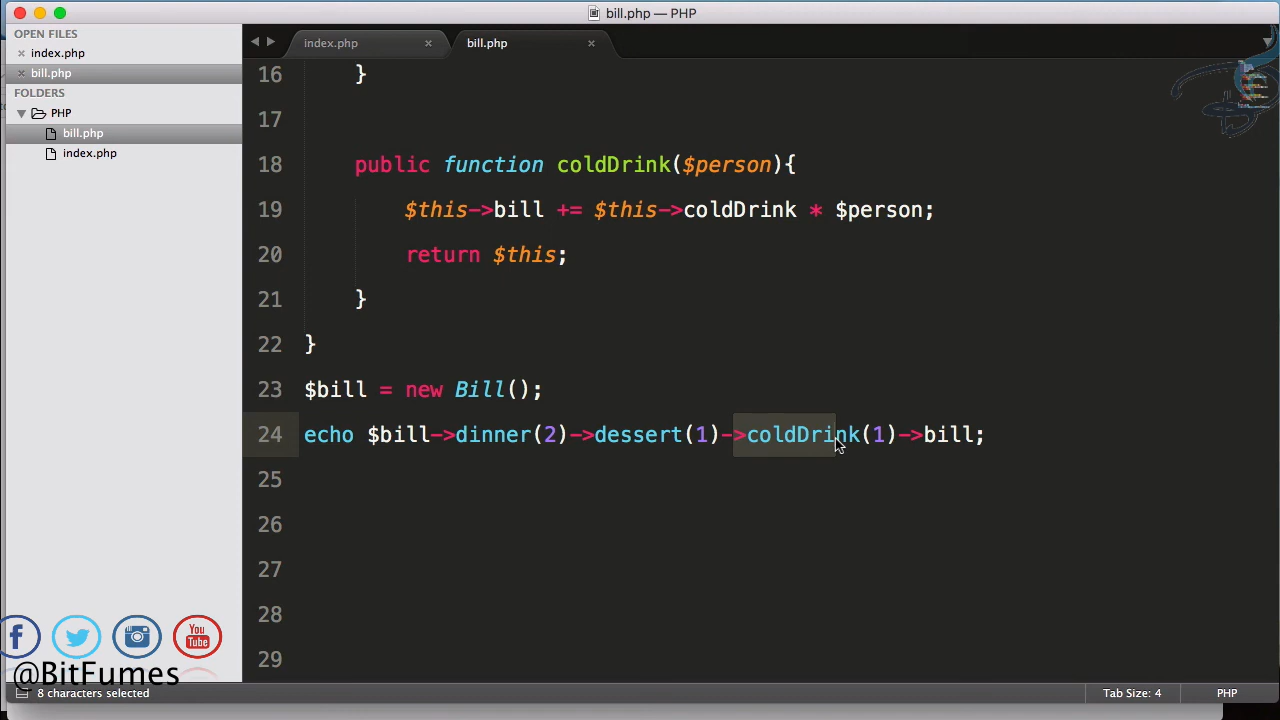 bill.php — PHP
OPEN FILES
index.php
bill.php
FOLDERS
PHP
bill.php
index.php
index.php
bill.php
16 }
17
18 public function coldDrink($person){
19 $this->bill += $this->coldDrink * $person;
20 return $this;
21 }
22 }
23 $bill = new Bill();
24 echo $bill->dinner(2)->dessert(1)->coldDrink(1)->bill;
25
26
27
28
29
You
Tube
@BitFumes
8 characters selected
Tab Size: 4
PHP